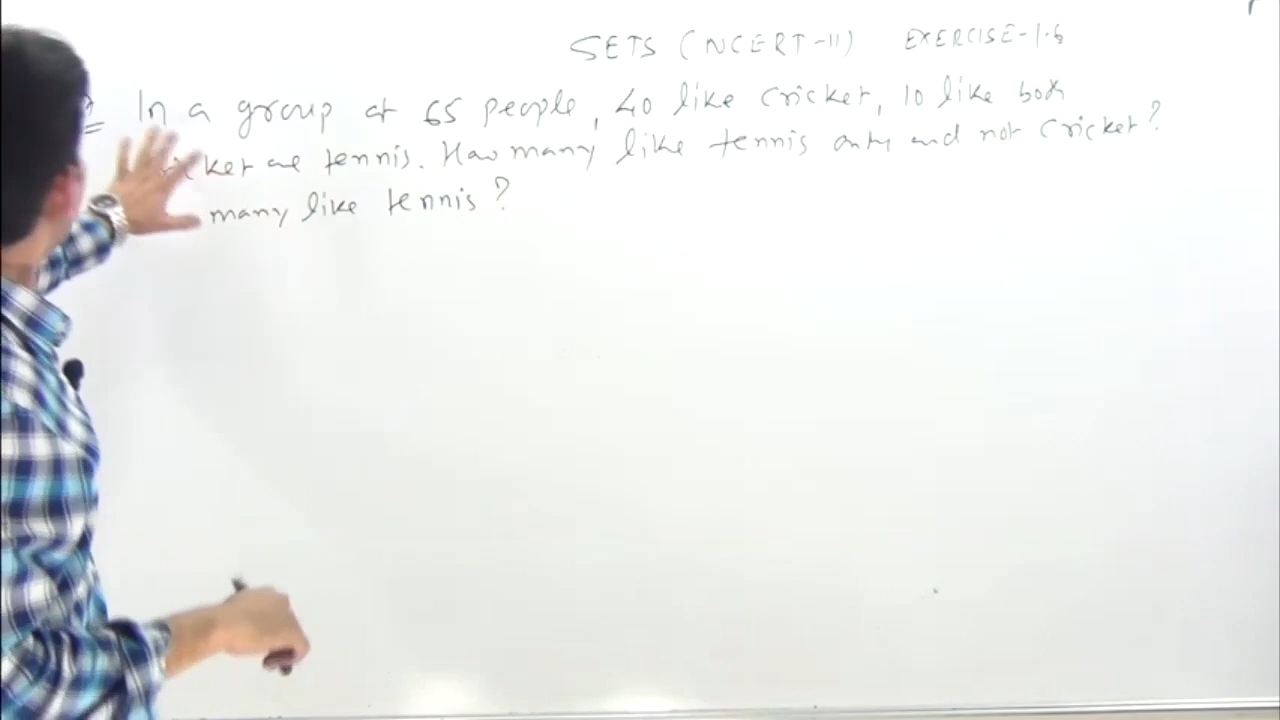 SETS (NCERT-11) EXERCISE-1.6
In a group of 65 people, 40 like cricket, 10 like both
cket and tennis. How many like tennis only and not cricket?
many like tennis?